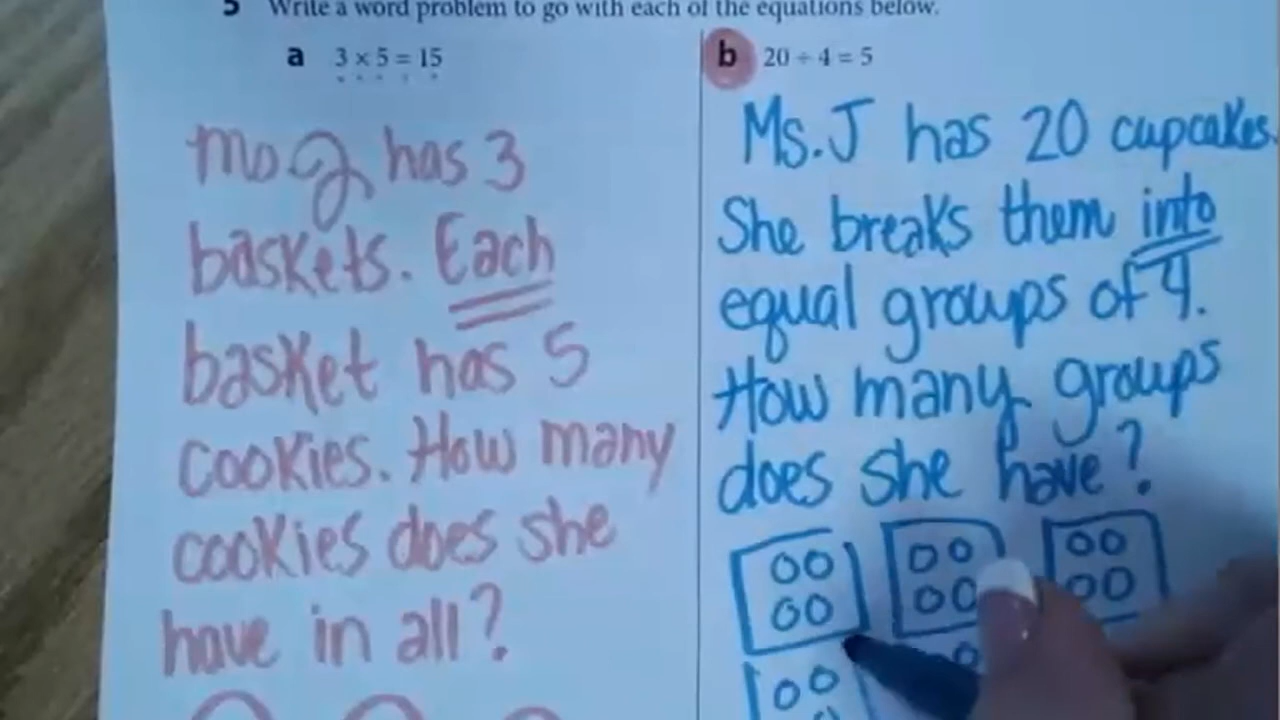 5 Write a word problem to go with each of the equations below.
a 3 × 5 = 15
has 3
baskets. Each
basket has 5
cookies. How many
cookies does she
have in all?
b 20 ÷ 4 = 5
Ms. J has 20 cupcakes.
She breaks them into
equal groups of 4.
How many groups
does she have?